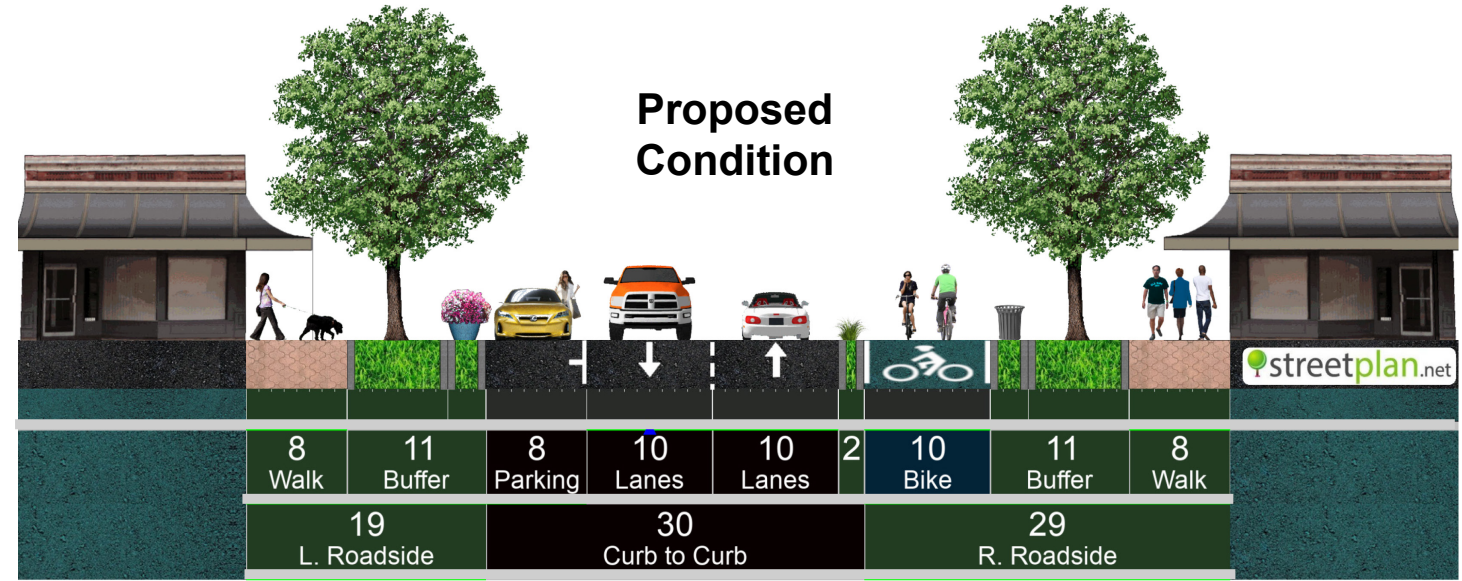 Proposed
Condition
streetplan.net
8 11 8 10 10 2 10 11 8
Walk Buffer Parking Lanes Lanes Bike Buffer Walk
19 30 29
L. Roadside Curb to Curb R. Roadside